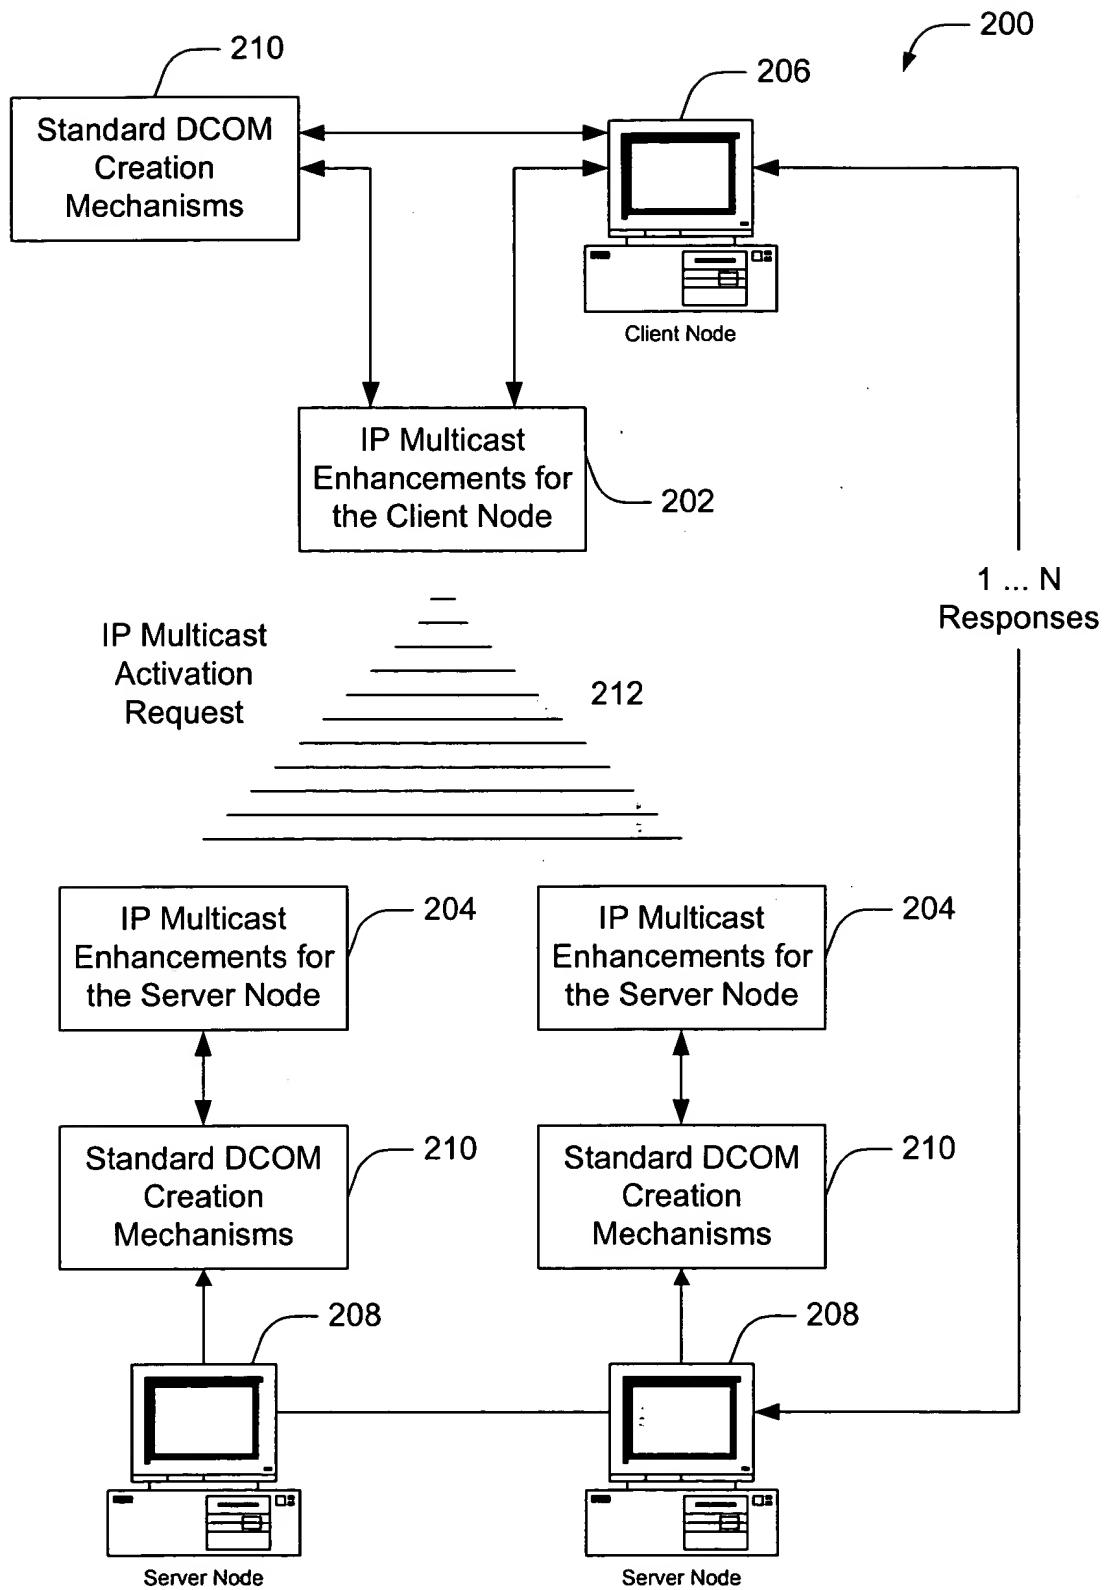 200
210
206
Standard DCOM
Creation
Mechanisms
Client Node
IP Multicast
Enhancements for
the Client Node
202
1 ... N
Responses
IP Multicast
Activation
Request
212
IP Multicast
Enhancements for
the Server Node
204
IP Multicast
Enhancements for
the Server Node
204
Standard DCOM
Creation
Mechanisms
210
Standard DCOM
Creation
Mechanisms
210
208
208
Server Node
Server Node